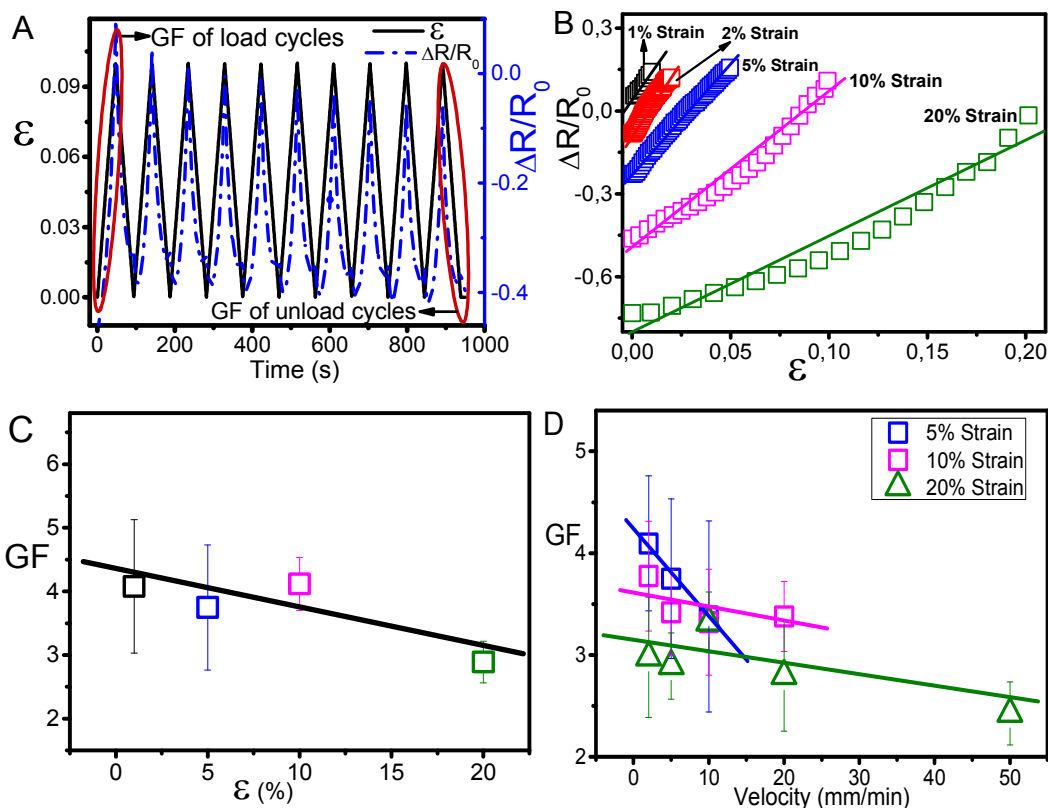 A
GF of load cycles
ε
ΔR/R0
0.09
0.06
0.03
0.00
ε
0.0
-0.2
-0.4
ΔR/R0
GF of unload cycles
0 200 400 600 800 1000
Time (s)
B
1% Strain
2% Strain
5% Strain
10% Strain
20% Strain
0,3
0,0
-0,3
-0,6
ΔR/R0
0,00 0,05 0,10 0,15 0,20
ε
C
6
5
4
3
2
GF
0 5 10 15 20
ε (%)
D
5% Strain
10% Strain
20% Strain
5
4
3
2
GF
0 10 20 30 40 50
Velocity (mm/min)